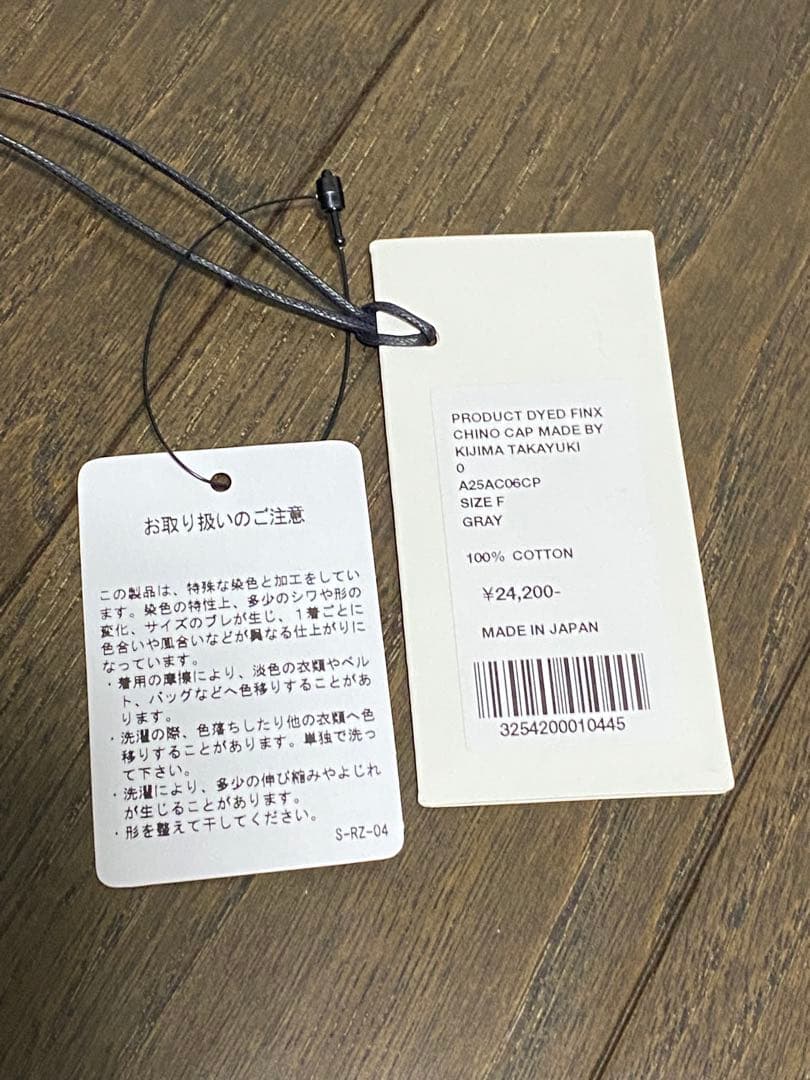 お取り扱いのご注意
この製品は、特殊な染色と加工をしてい
ます。染色の特性上、多少のシワや形の
変化、サイズのブレが生じ、1着ごとに
色合いや風合いなどが異なる仕上がりに
なっています。
・着用の摩擦により、淡色の衣類やベル
ト、バッグなどへ色移りすることがあ
ります。
・洗濯の際、色落ちしたり他の衣類へ色
移りすることがあります。単独で洗っ
て下さい。
・洗濯により、多少の伸び縮みやよじれ
が生じることがあります。
・形を整えて干してください。
S-RZ-04
PRODUCT DYED FINX
CHINO CAP MADE BY
KIJIMA TAKAYUKI
0
A25AC06CP
SIZE F
GRAY
100% COTTON
¥24,200-
MADE IN JAPAN
3254200010445